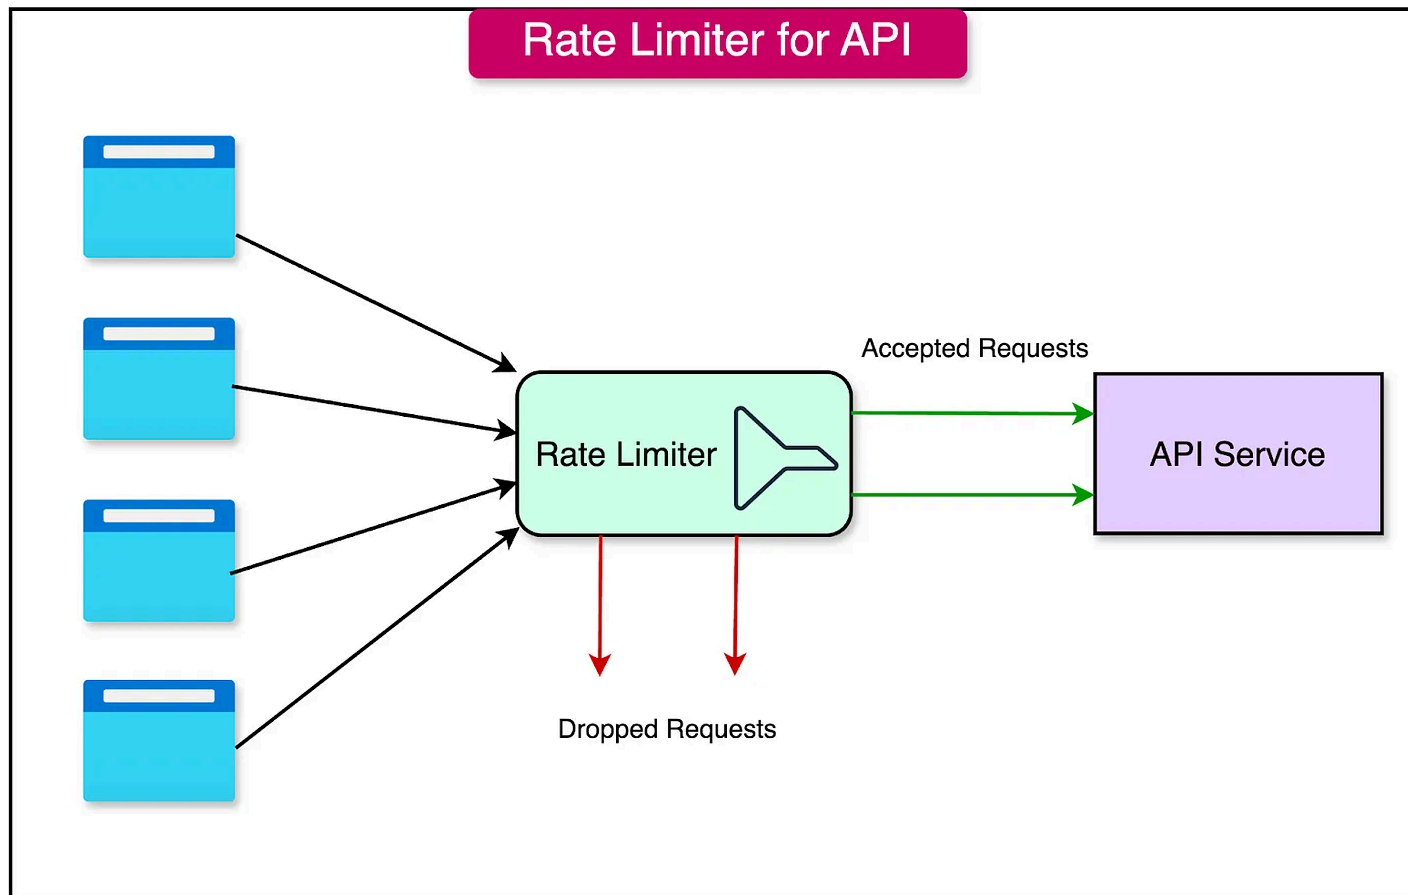 Rate Limiter for API
Accepted Requests
Rate Limiter
API Service
Dropped Requests